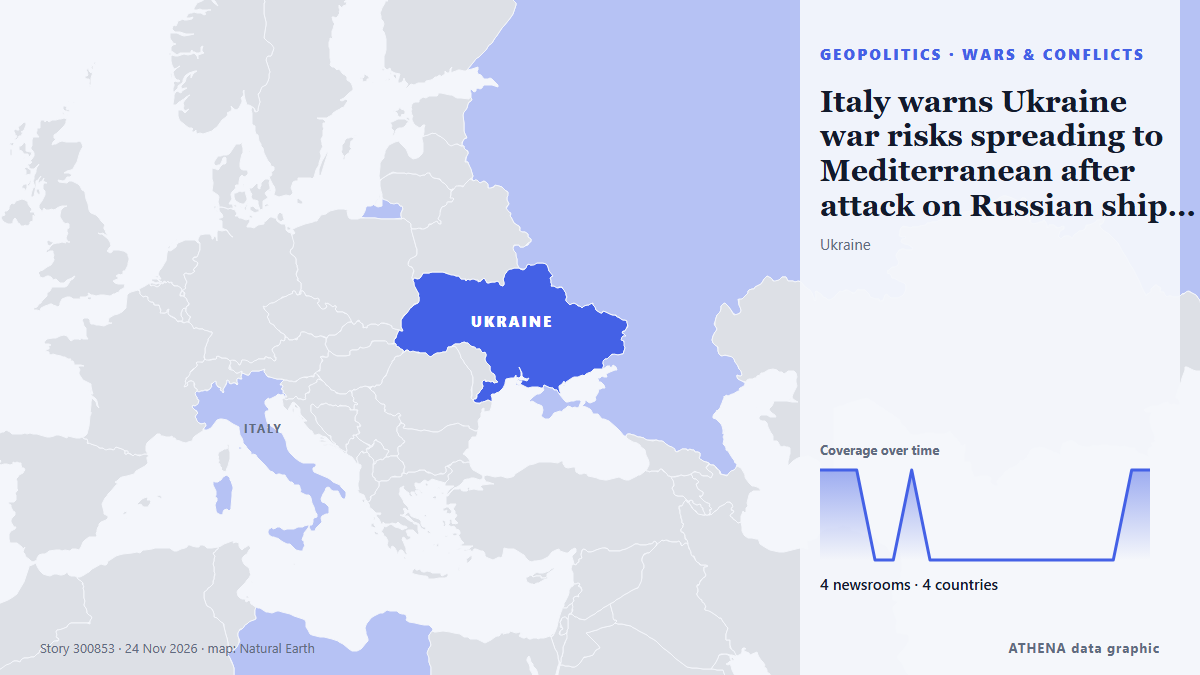 GEOPOLITICS · WARS & CONFLICTS
Italy warns Ukraine
war risks spreading to
Mediterranean after
attack on Russian ship...
Ukraine
UKRAINE
ITALY
Coverage over time
4 newsrooms · 4 countries
Story 300853 · 24 Nov 2026 · map: Natural Earth
ATHENA data graphic